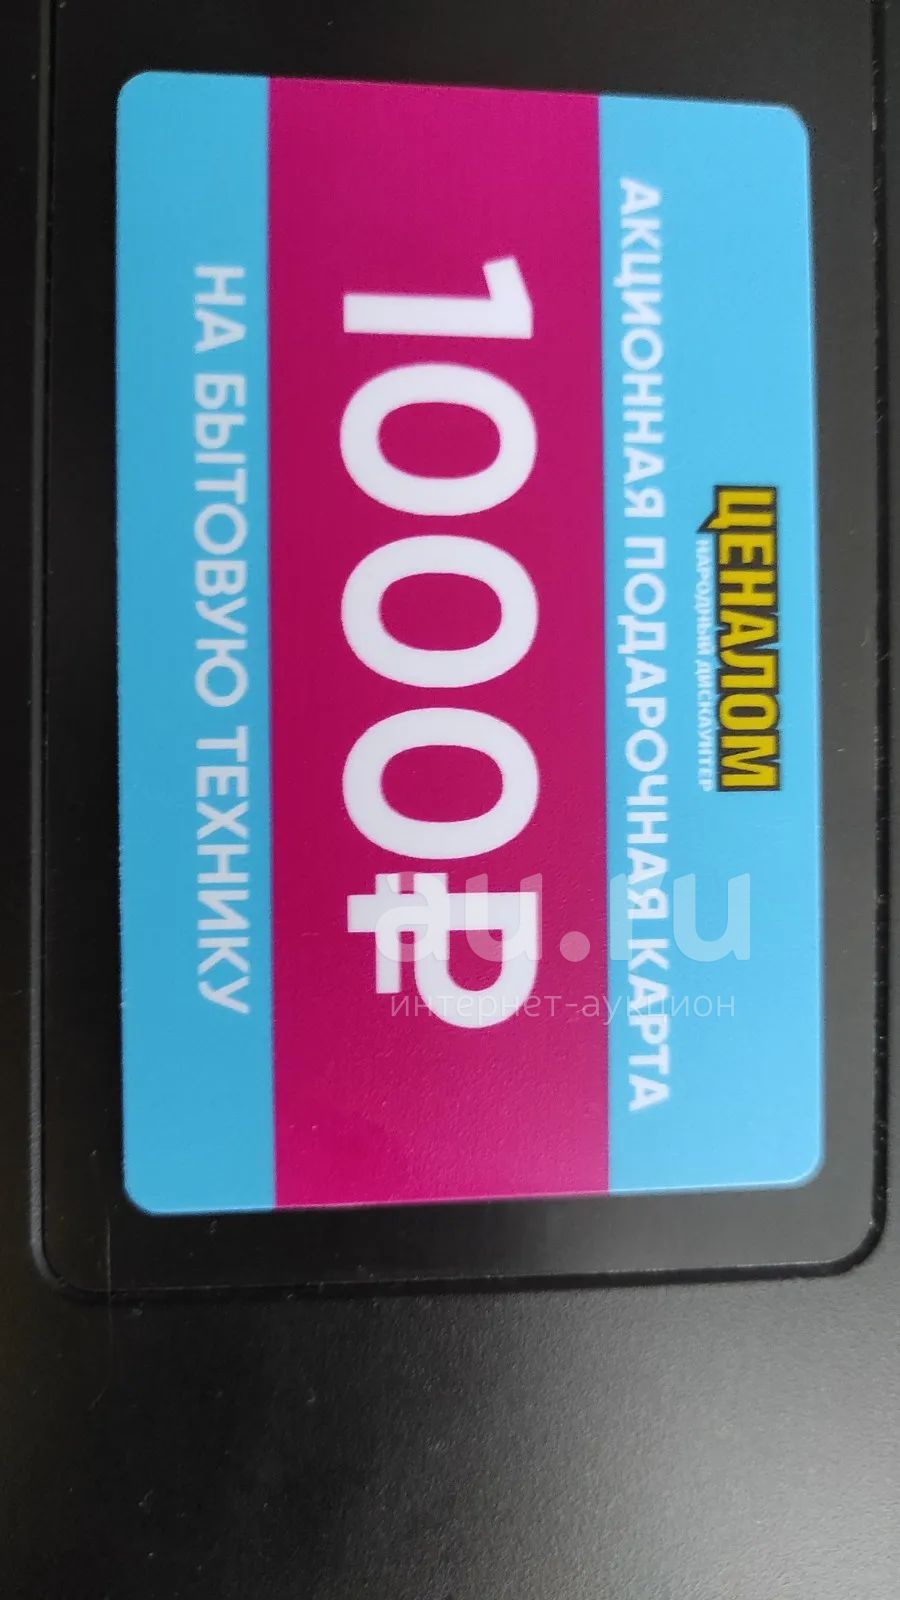 ЦЕНАЛОМ
НАРОДНЫЙ ДИСКАУНТЕР
АКЦИОННАЯ ПОДАРОЧНАЯ КАРТА
1000₽
НА БЫТОВУЮ ТЕХНИКУ
au.ru
интернет-аукцион